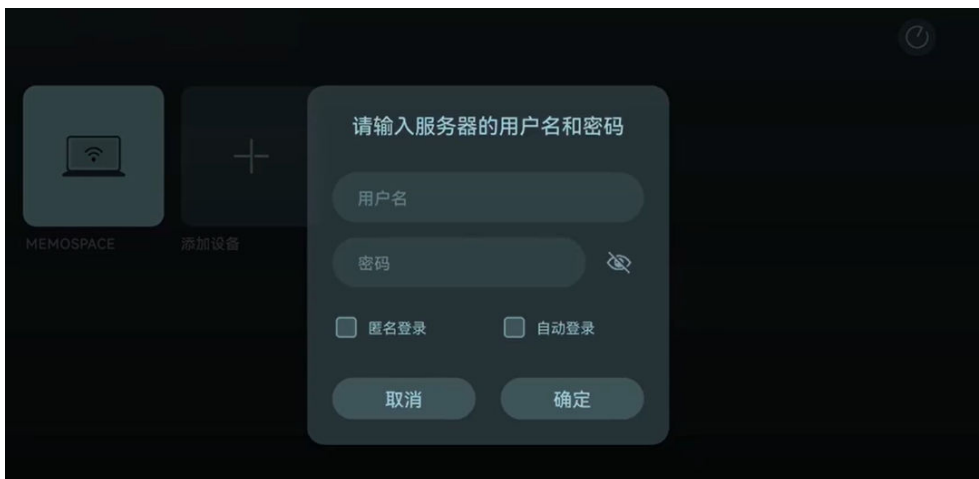 请输入服务器的用户名和密码
用户名
密码
匿名登录
自动登录
取消
确定
MEMOSPACE
添加设备